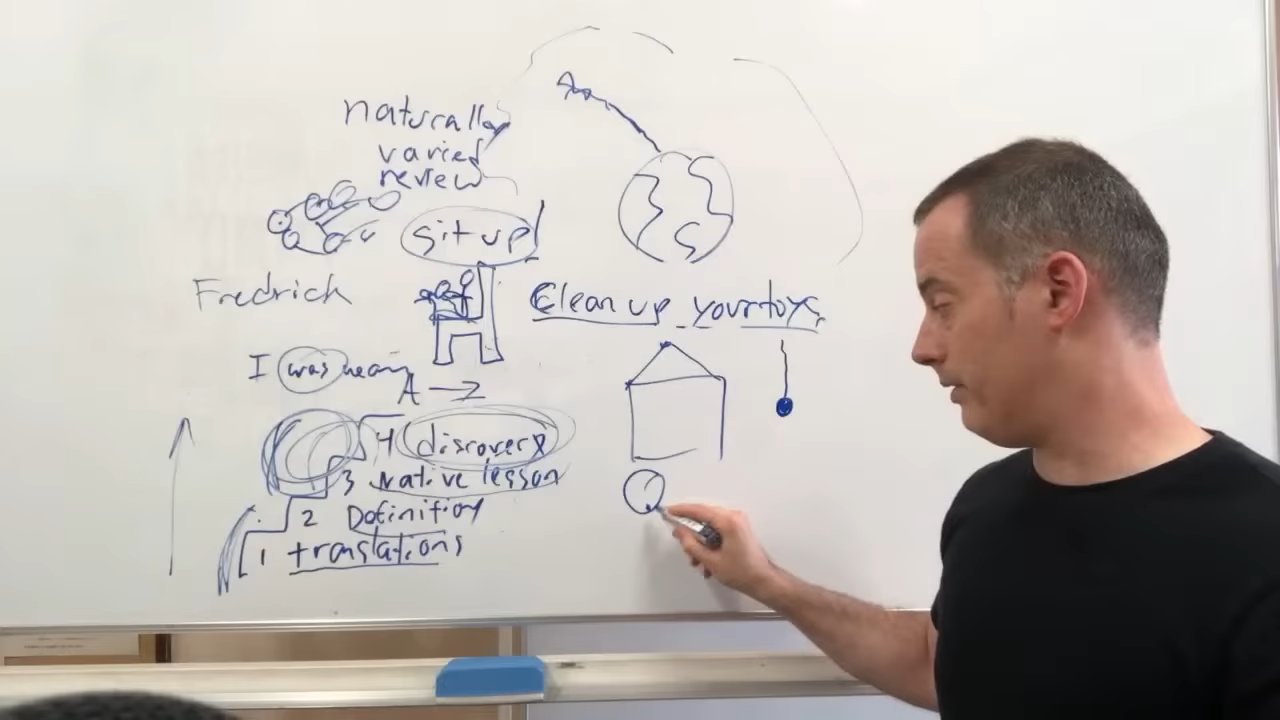 naturally
varied
review
sit up!
Fredrich
Clean up your toys
I was
A → Z
4 discovery
3 Native lesson
2 Definition
1 translations